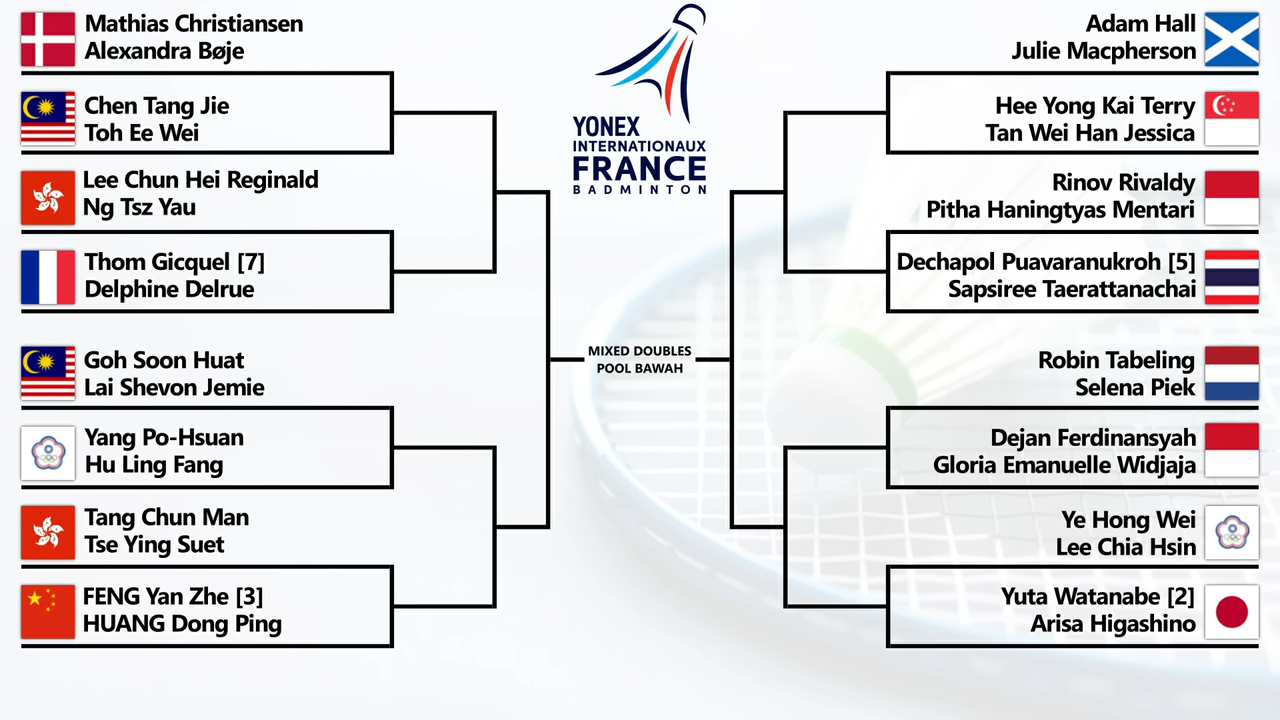 Mathias Christiansen
Alexandra Bøje
Chen Tang Jie
Toh Ee Wei
Lee Chun Hei Reginald
Ng Tsz Yau
Thom Gicquel [7]
Delphine Delrue
Goh Soon Huat
Lai Shevon Jemie
Yang Po-Hsuan
Hu Ling Fang
Tang Chun Man
Tse Ying Suet
FENG Yan Zhe [3]
HUANG Dong Ping
YONEX
INTERNATIONAUX
FRANCE
BADMINTON
MIXED DOUBLES
POOL BAWAH
Adam Hall
Julie Macpherson
Hee Yong Kai Terry
Tan Wei Han Jessica
Rinov Rivaldy
Pitha Haningtyas Mentari
Dechapol Puavaranukroh [5]
Sapsiree Taerattanachai
Robin Tabeling
Selena Piek
Dejan Ferdinansyah
Gloria Emanuelle Widjaja
Ye Hong Wei
Lee Chia Hsin
Yuta Watanabe [2]
Arisa Higashino